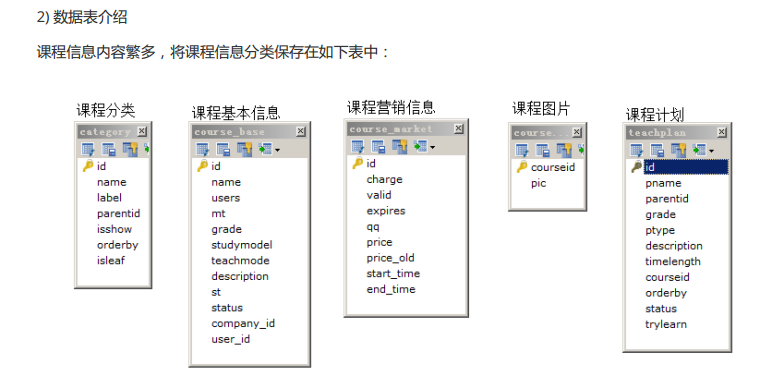 2) 数据表介绍
课程信息内容繁多，将课程信息分类保存在如下表中：
课程分类
category
id
name
label
parentid
isshow
orderby
isleaf
课程基本信息
course_base
id
name
users
mt
grade
studymodel
teachmode
description
st
status
company_id
user_id
课程营销信息
course_market
id
charge
valid
expires
qq
price
price_old
start_time
end_time
课程图片
course...
courseid
pic
课程计划
teachplan
id
pname
parentid
grade
ptype
description
timelength
courseid
orderby
status
trylearn